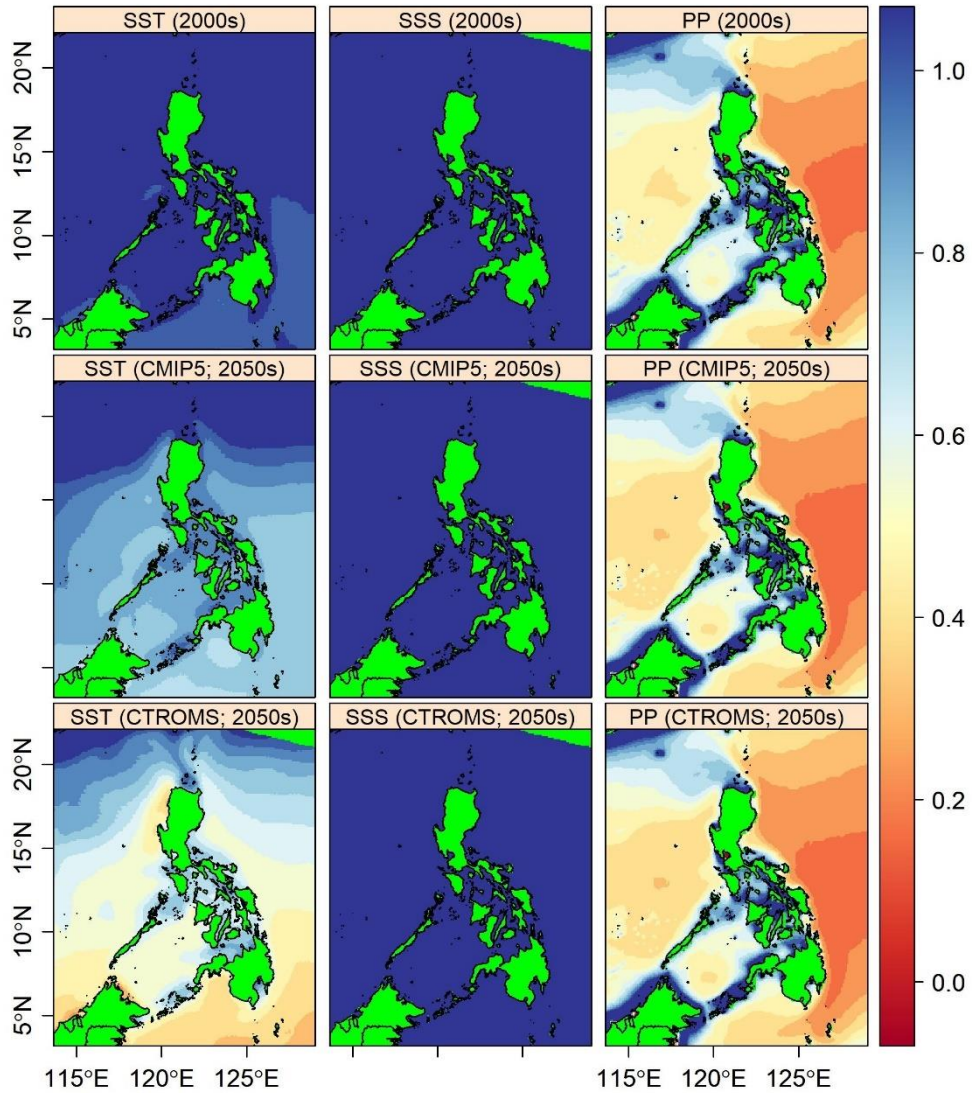 SST (2000s) SSS (2000s) PP (2000s)
20°N
15°N
10°N
5°N
SST (CMIP5; 2050s) SSS (CMIP5; 2050s) PP (CMIP5; 2050s)
SST (CTROMS; 2050s) SSS (CTROMS; 2050s) PP (CTROMS; 2050s)
20°N
15°N
10°N
5°N
115°E 120°E 125°E 115°E 120°E 125°E
1.0
0.8
0.6
0.4
0.2
0.0